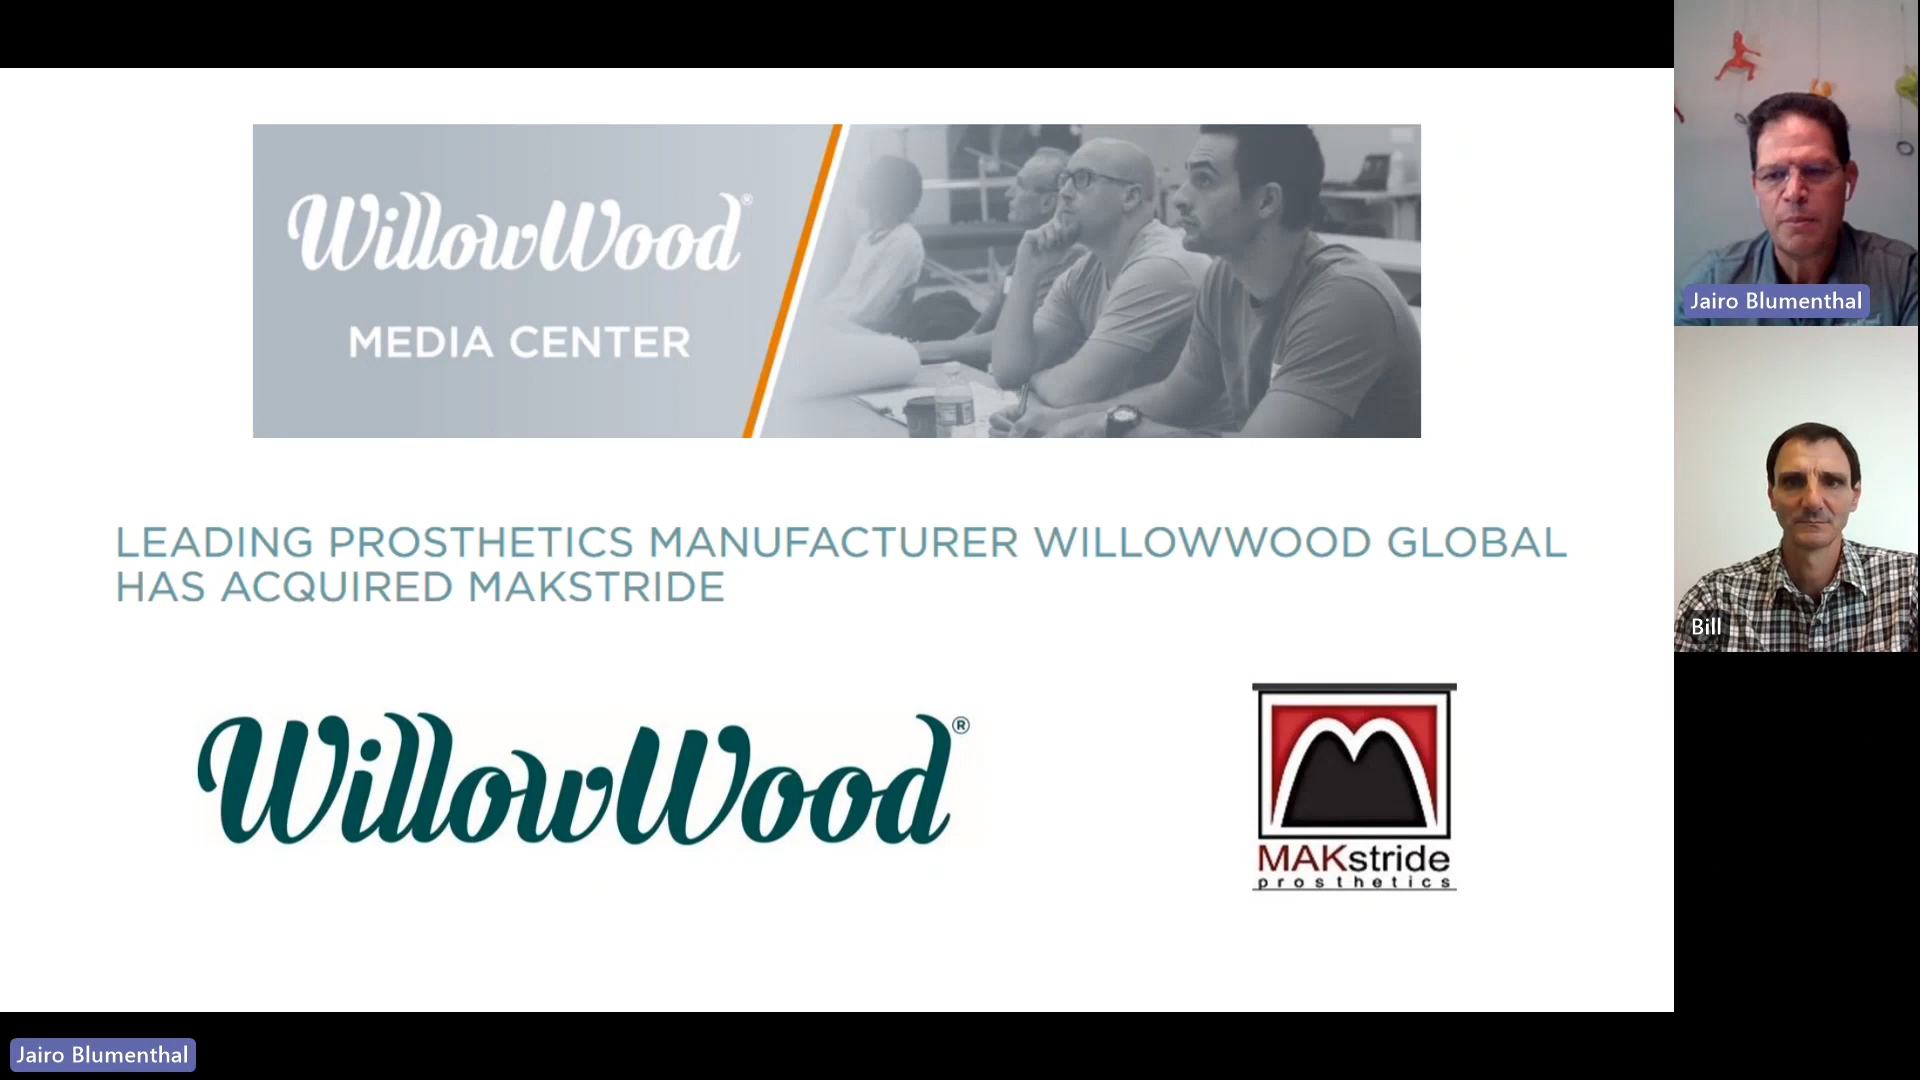 WillowWood®
MEDIA CENTER
LEADING PROSTHETICS MANUFACTURER WILLOWWOOD GLOBAL
HAS ACQUIRED MAKSTRIDE
WillowWood®
MAKstride
prosthetics
Jairo Blumenthal
Bill
Jairo Blumenthal